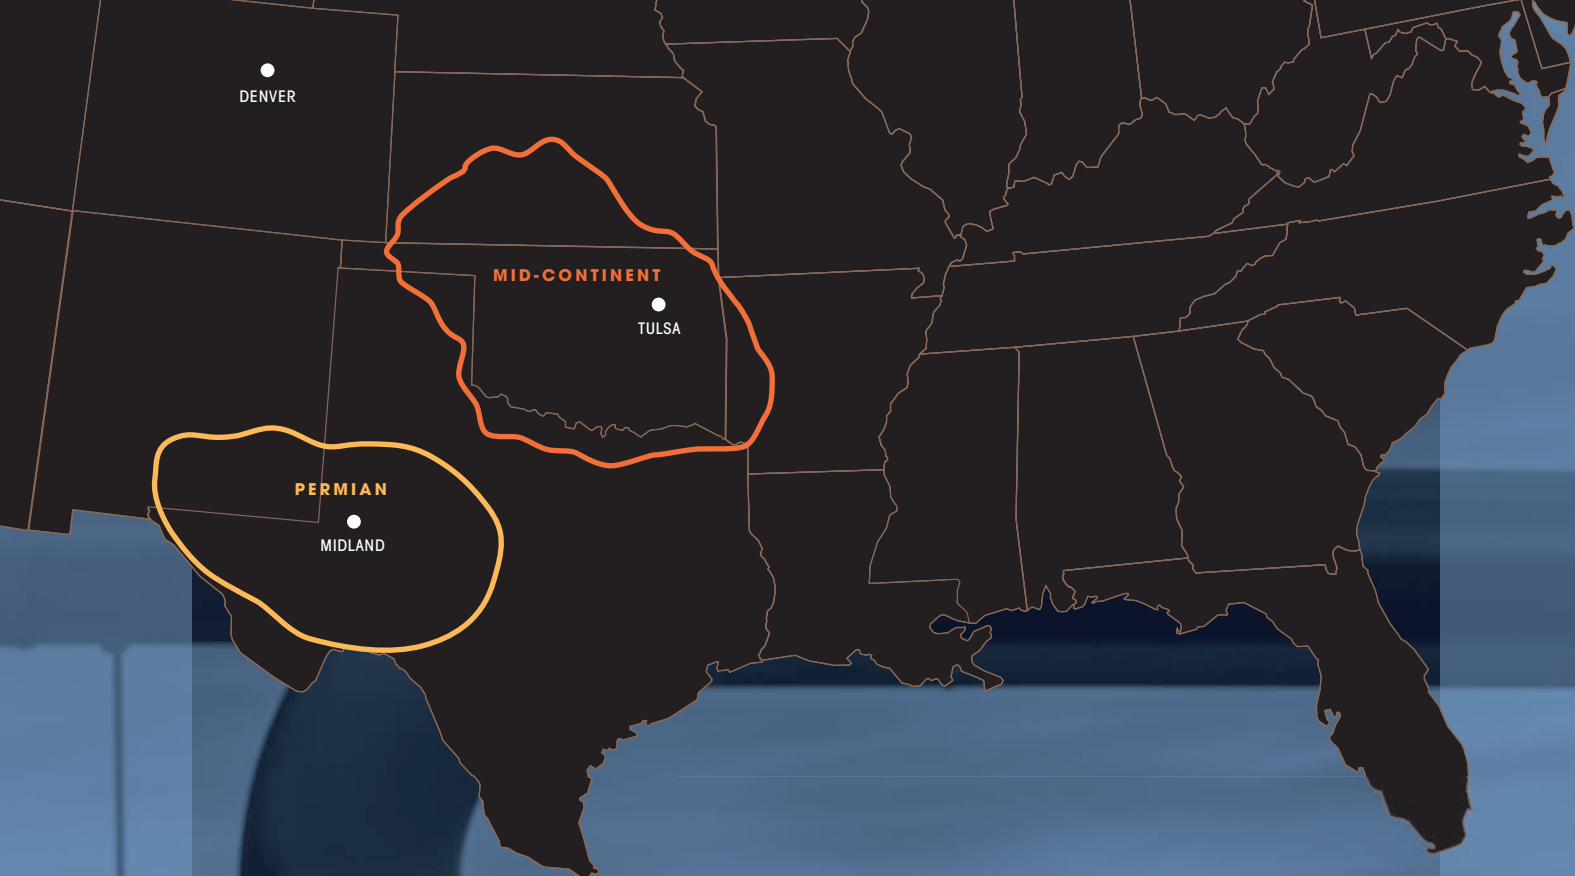 DENVER
MID-CONTINENT
TULSA
PERMIAN
MIDLAND